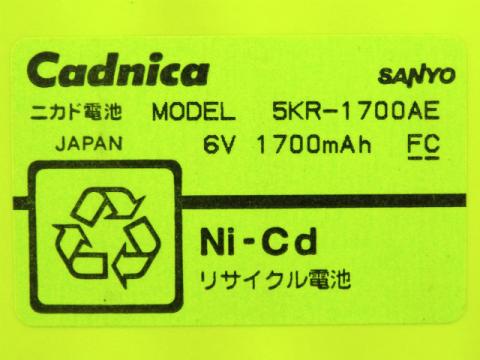 Cadnica SANYO
ニカド電池 MODEL 5KR-1700AE
JAPAN 6V 1700mAh FC
Ni-Cd
リサイクル電池